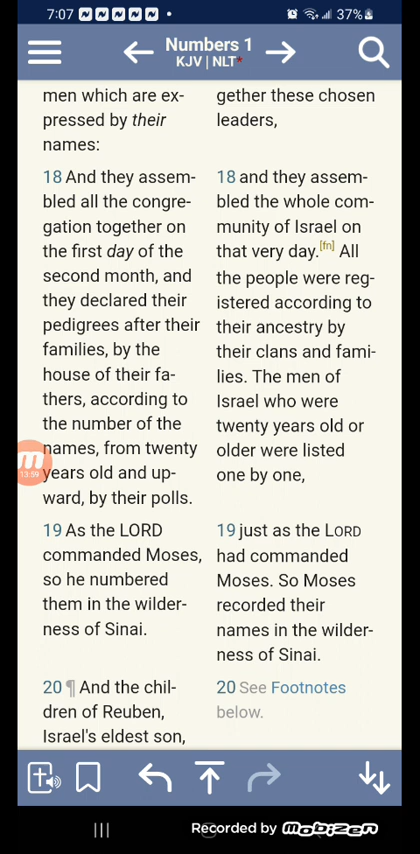 7:07 N N N N N • 37%
Numbers 1
KJV | NLT*
men which are ex-
pressed by their
names:
18 And they assem-
bled all the congre-
gation together on
the first day of the
second month, and
they declared their
pedigrees after their
families, by the
house of their fa-
thers, according to
the number of the
names, from twenty
years old and up-
ward, by their polls.
19 As the LORD
commanded Moses,
so he numbered
them in the wilder-
ness of Sinai.
20 ¶ And the chil-
dren of Reuben,
Israel's eldest son,
gether these chosen
leaders,
18 and they assem-
bled the whole com-
munity of Israel on
that very day.[fn] All
the people were reg-
istered according to
their ancestry by
their clans and fami-
lies. The men of
Israel who were
twenty years old or
older were listed
one by one,
19 just as the LORD
had commanded
Moses. So Moses
recorded their
names in the wilder-
ness of Sinai.
20 See Footnotes
below.
m
13:59
Recorded by mobizen